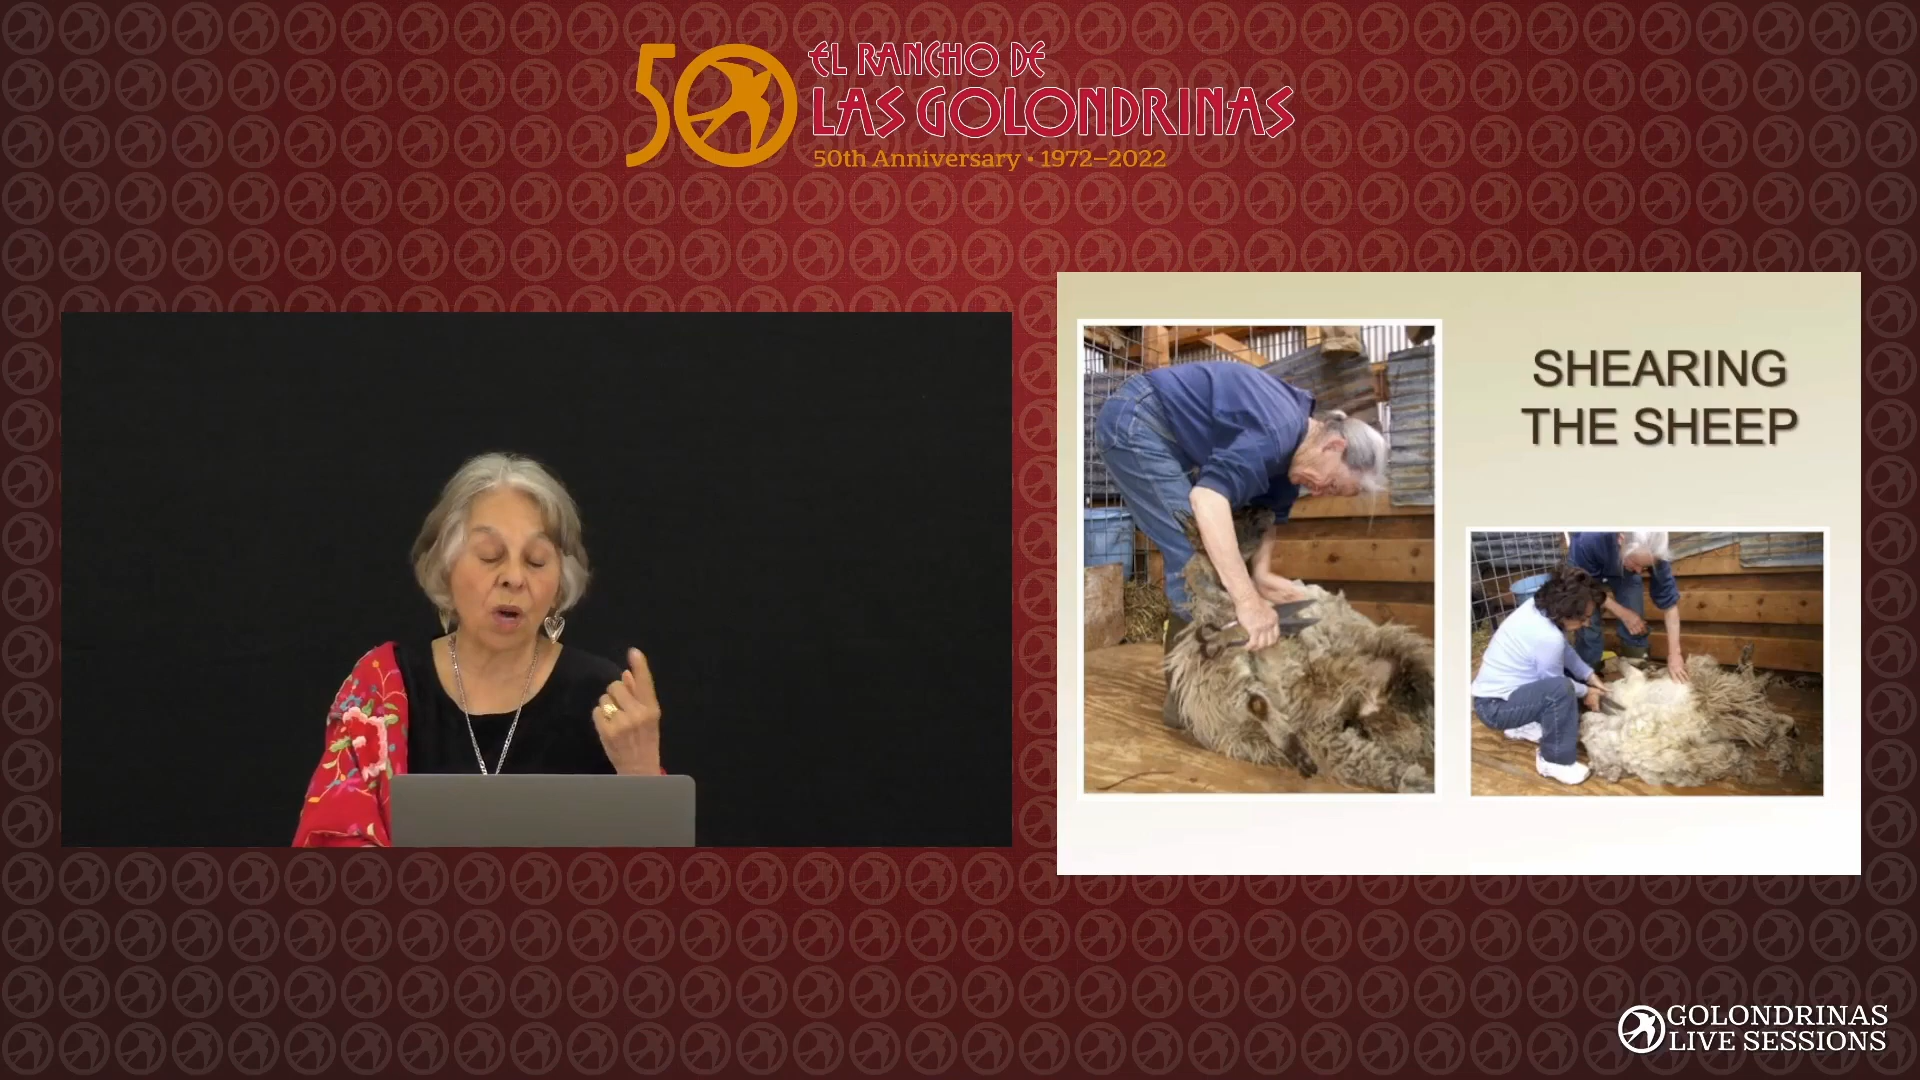 50
EL RANCHO DE
LAS GOLONDRINAS
50th Anniversary • 1972–2022
SHEARING
THE SHEEP
GOLONDRINAS
LIVE SESSIONS